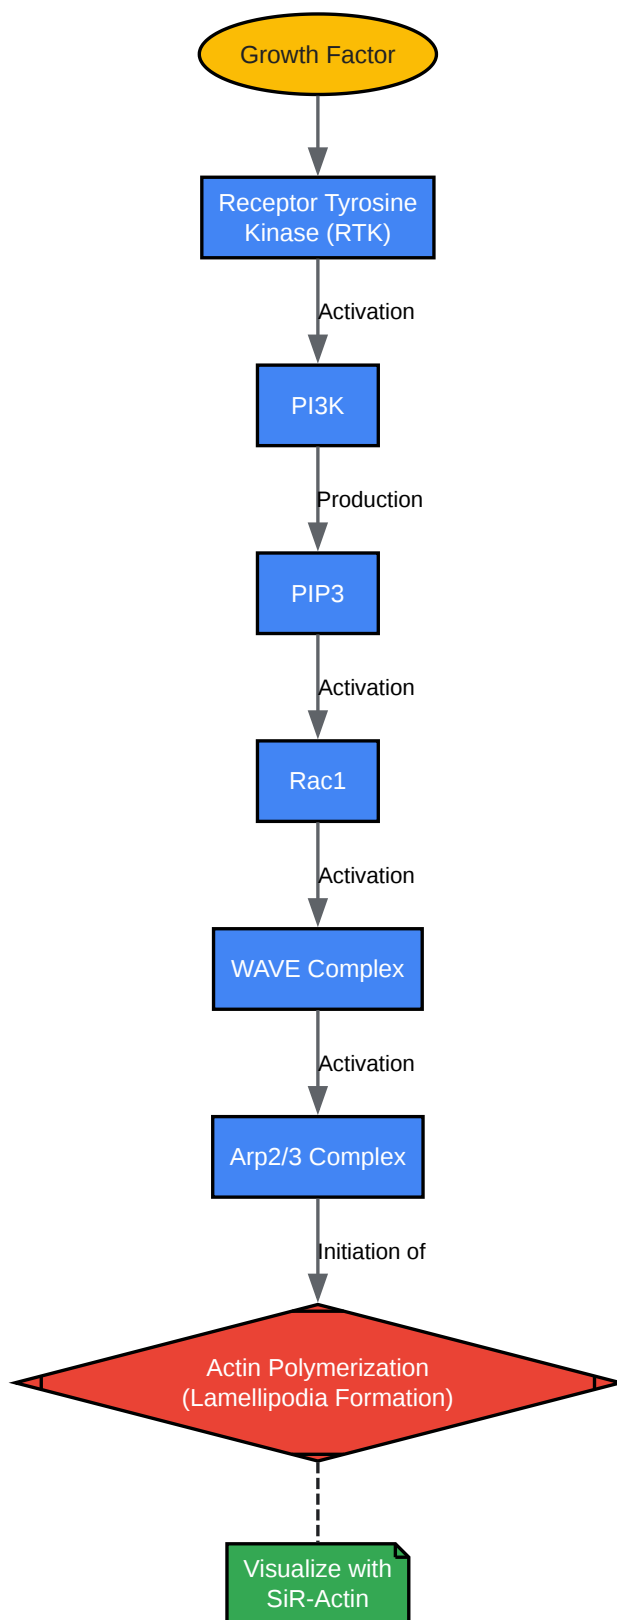 Growth Factor
Receptor Tyrosine
Kinase (RTK)
Activation
PI3K
Production
PIP3
Activation
Rac1
Activation
WAVE Complex
Activation
Arp2/3 Complex
Initiation of
Actin Polymerization
(Lamellipodia Formation)
Visualize with
SiR-Actin